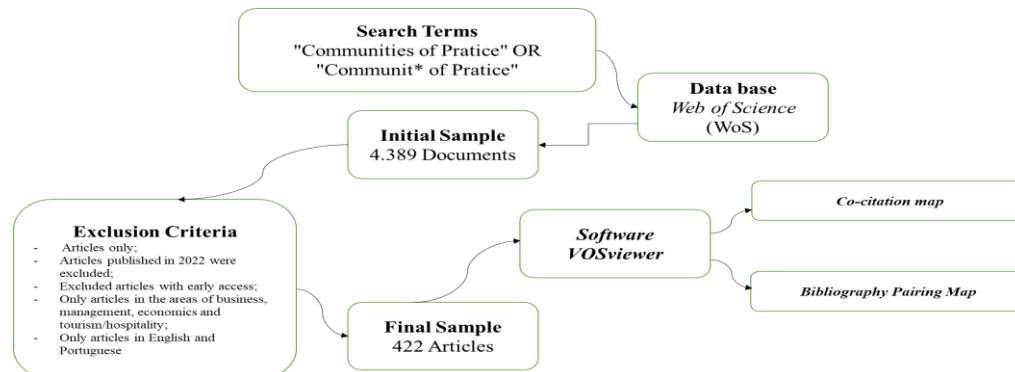 Search Terms
"Communities of Pratice" OR
"Communit* of Pratice"
Data base
Web of Science
(WoS)
Initial Sample
4.389 Documents
Exclusion Criteria
- Articles only;
- Articles published in 2022 were
excluded;
- Excluded articles with early access;
- Only articles in the areas of business,
management, economics and
tourism/hospitality;
- Only articles in English and
Portuguese
Final Sample
422 Articles
Software
VOSviewer
Co-citation map
Bibliography Pairing Map